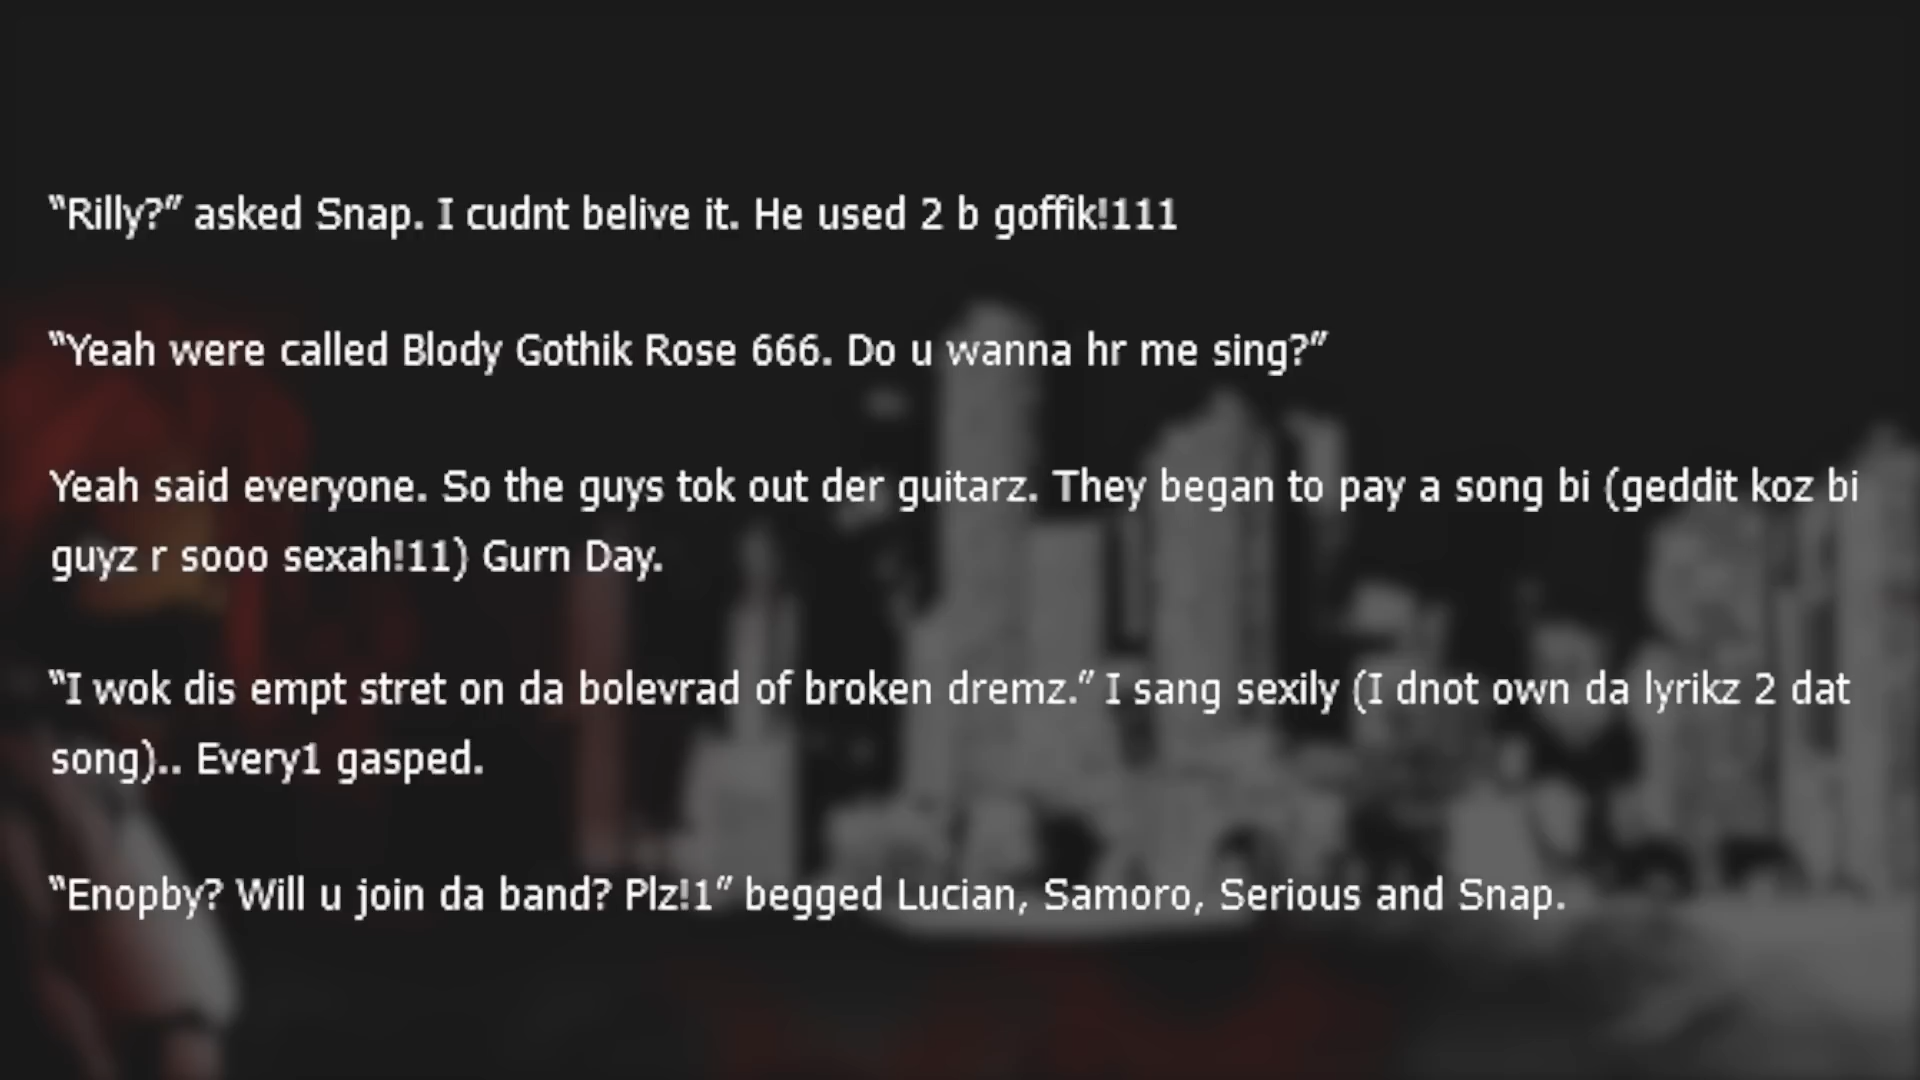 “Rilly?” asked Snap. I cudnt belive it. He used 2 b goffik!111
“Yeah were called Blody Gothik Rose 666. Do u wanna hr me sing?”
Yeah said everyone. So the guys tok out der guitarz. They began to pay a song bi (geddit koz bi
guyz r sooo sexah!11) Gurn Day.
“I wok dis empt stret on da bolevrad of broken dremz.” I sang sexily (I dnot own da lyrikz 2 dat
song).. Every1 gasped.
“Enopby? Will u join da band? Plz!1” begged Lucian, Samoro, Serious and Snap.